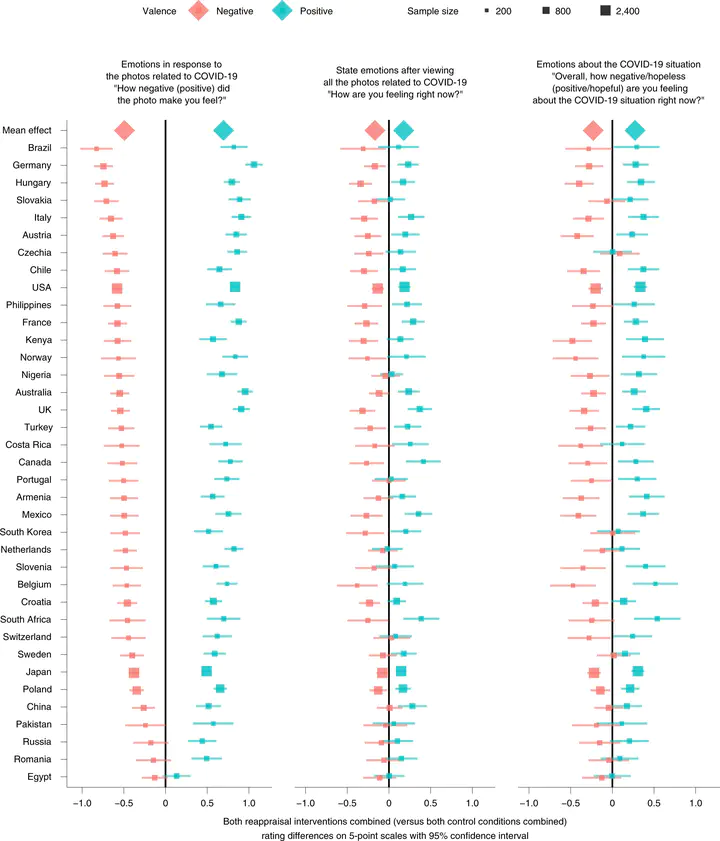 Valence Negative Positive Sample size 200 800 2,400
Emotions in response to
the photos related to COVID-19
"How negative (positive) did
the photo make you feel?"
State emotions after viewing
all the photos related to COVID-19
"How are you feeling right now?"
Emotions about the COVID-19 situation
"Overall, how negative/hopeless
(positive/hopeful) are you feeling
about the COVID-19 situation right now?"
Mean effect
Brazil
Germany
Hungary
Slovakia
Italy
Austria
Czechia
Chile
USA
Philippines
France
Kenya
Norway
Nigeria
Australia
UK
Turkey
Costa Rica
Canada
Portugal
Armenia
Mexico
South Korea
Netherlands
Slovenia
Belgium
Croatia
South Africa
Switzerland
Sweden
Japan
Poland
China
Pakistan
Russia
Romania
Egypt
−1.0 −0.5 0 0.5 1.0 −1.0 −0.5 0 0.5 1.0 −1.0 −0.5 0 0.5 1.0
Both reappraisal interventions combined (versus both control conditions combined)
rating differences on 5-point scales with 95% confidence interval